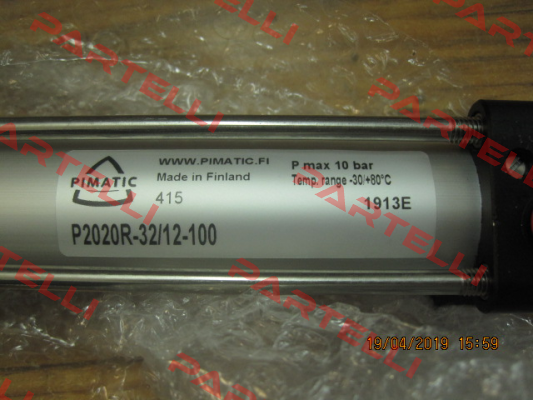 WWW.PIMATIC.FI
Made in Finland
PIMATIC
415
P max 10 bar
Temp. range -30/+80°C
1913E
P2020R-32/12-100
19/04/2019 15:59
PARTELLI
PARTELLI
PARTELLI
PARTELLI
PARTELLI
PARTELLI
PARTELLI